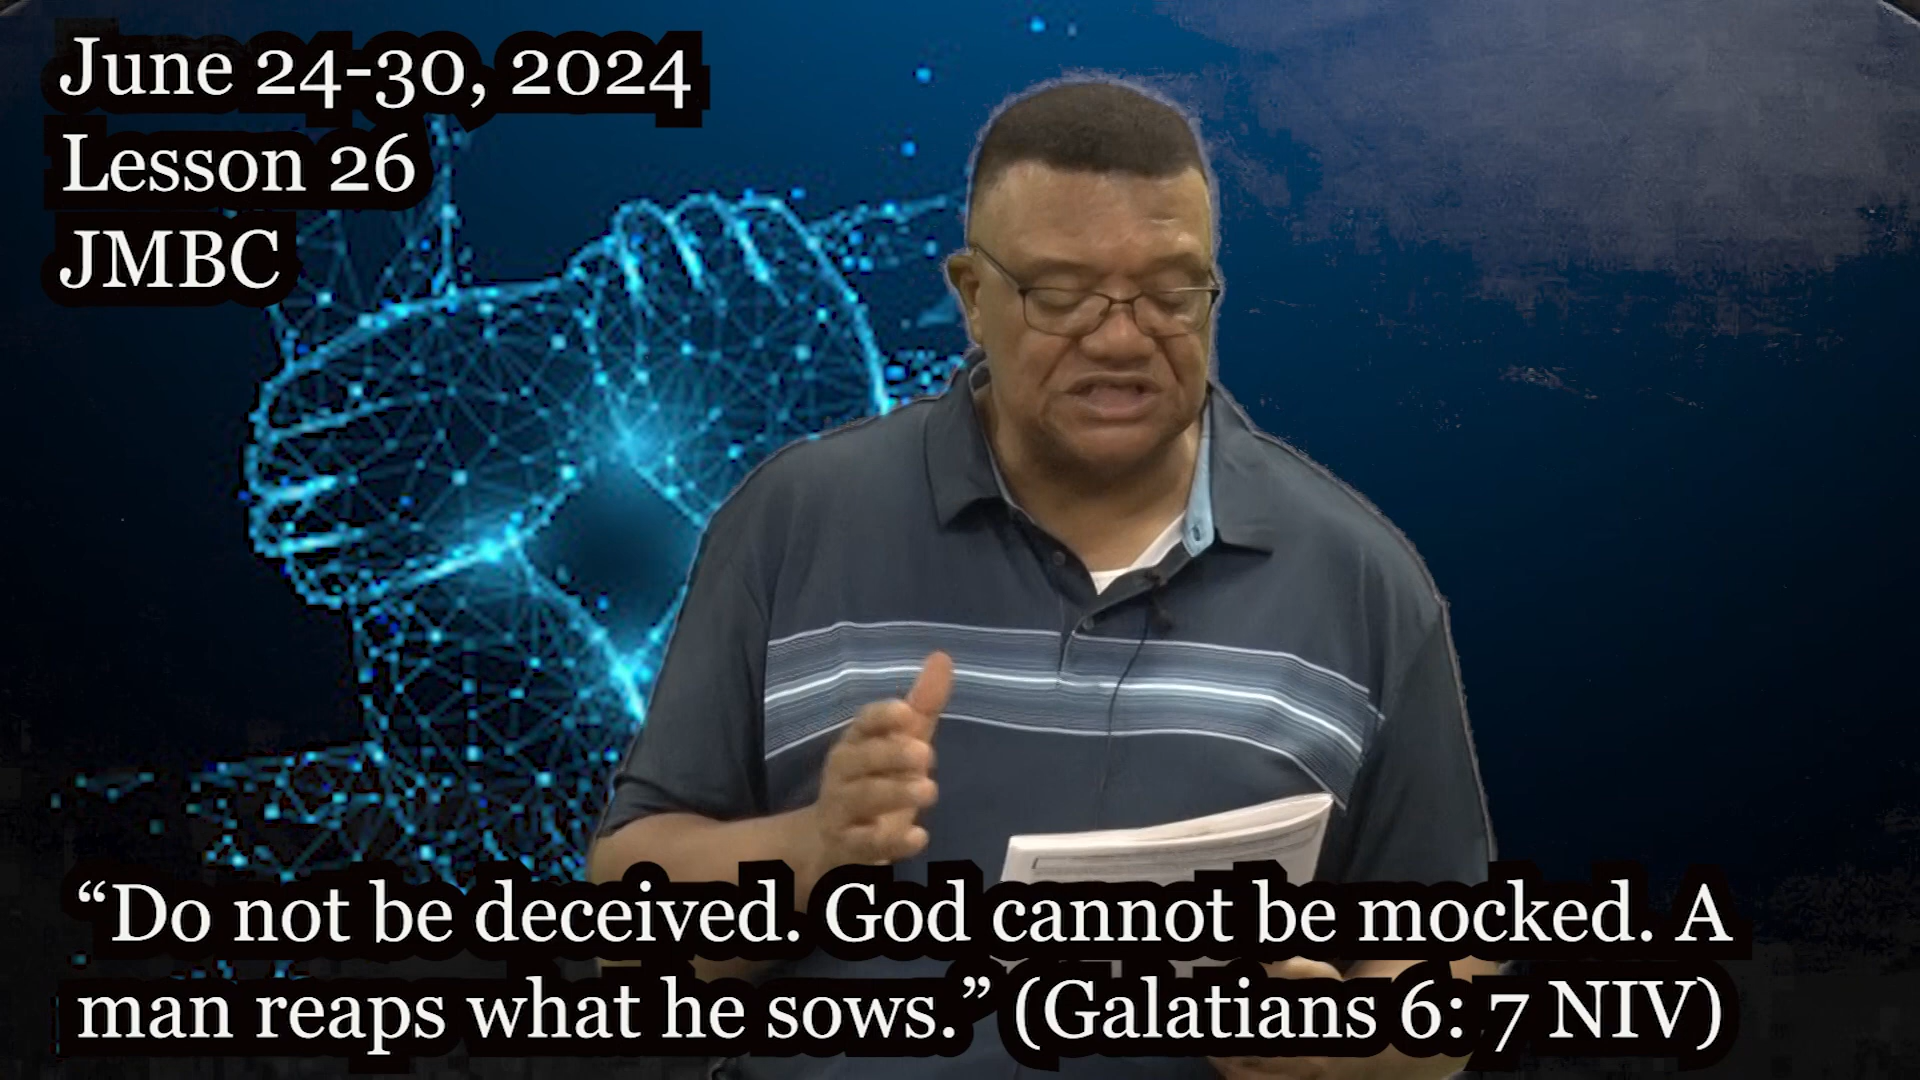 June 24-30, 2024
Lesson 26
JMBC
“Do not be deceived. God cannot be mocked. A
man reaps what he sows.” (Galatians 6: 7 NIV)